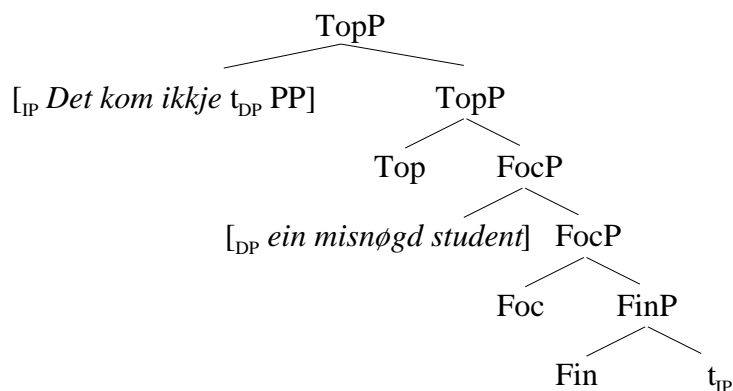 TopP
[IP Det kom ikkje tDP PP] TopP
Top FocP
[DP ein misnøgd student] FocP
Foc FinP
Fin tIP